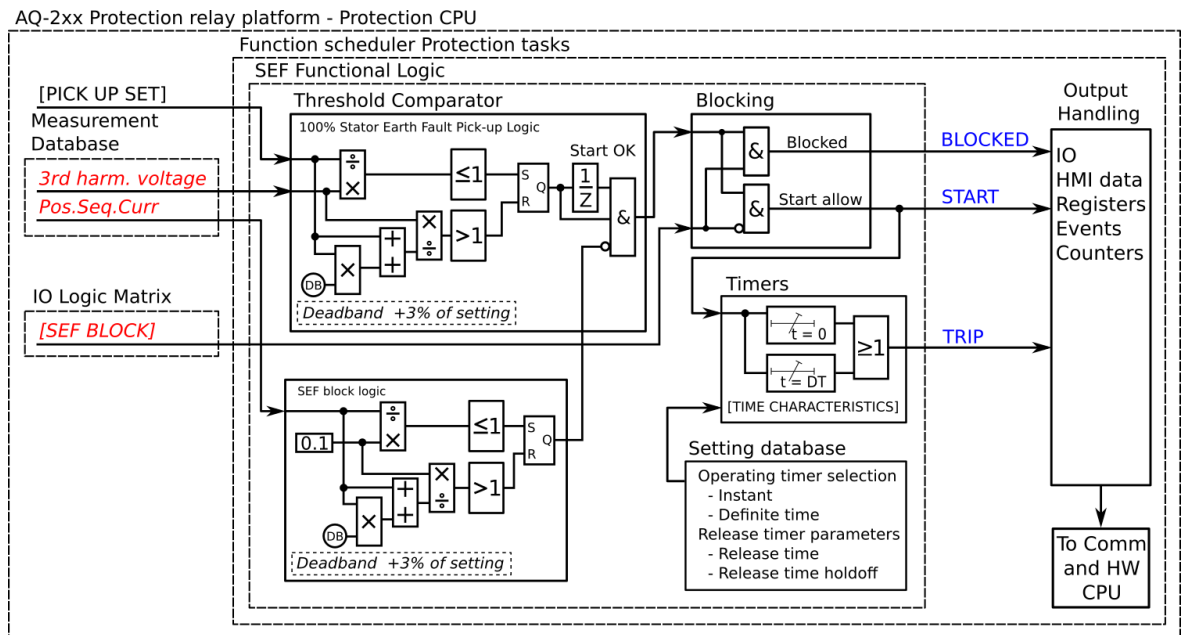 AQ-2xx Protection relay platform - Protection CPU
Function scheduler Protection tasks
SEF Functional Logic
[PICK UP SET]
Measurement
Database
3rd harm. voltage
Pos.Seq.Curr
IO Logic Matrix
[SEF BLOCK]
Threshold Comparator
100% Stator Earth Fault Pick-up Logic
÷
×
≤1
S
R
Q
Start OK
1
Z
&
×
÷
>1
+
+
×
DB
Deadband +3% of setting
SEF block logic
0.1
÷
×
≤1
S
R
Q
×
÷
>1
+
+
×
DB
Deadband +3% of setting
Blocking
&
Blocked
&
Start allow
BLOCKED
START
TRIP
Timers
t = 0
t = DT
≥1
[TIME CHARACTERISTICS]
Setting database
Operating timer selection
- Instant
- Definite time
Release timer parameters
- Release time
- Release time holdoff
Output
Handling
IO
HMI data
Registers
Events
Counters
To Comm
and HW
CPU